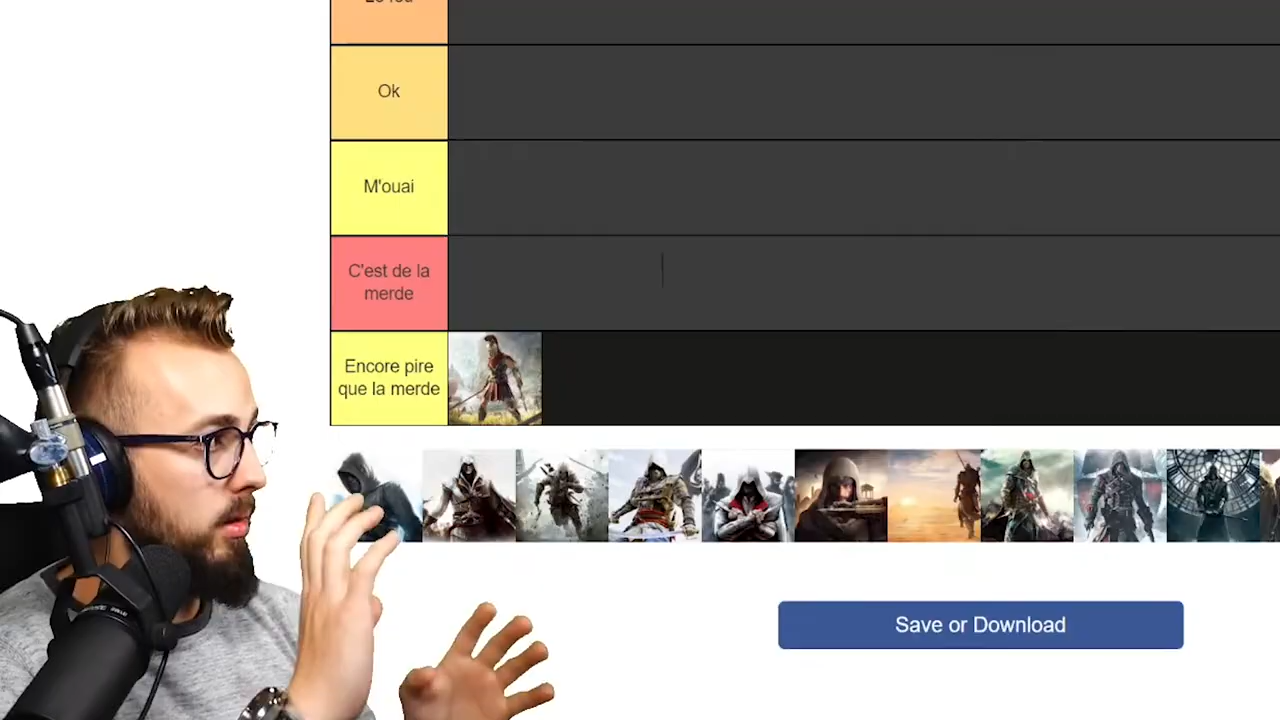 Ok
M'ouai
C'est de la
merde
Encore pire
que la merde
Save or Download